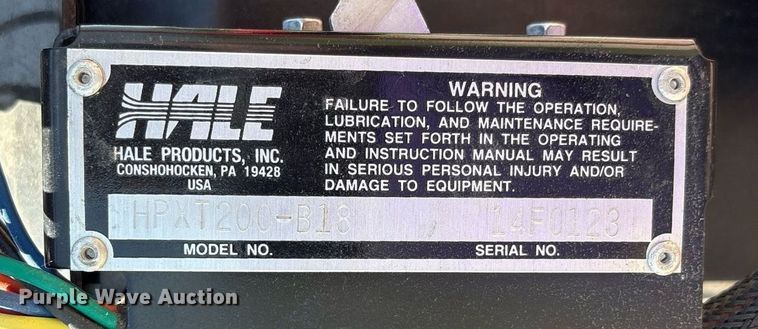 HALE
HALE PRODUCTS, INC.
CONSHOHOCKEN, PA 19428
USA
WARNING
FAILURE TO FOLLOW THE OPERATION,
LUBRICATION, AND MAINTENANCE REQUIRE-
MENTS SET FORTH IN THE OPERATING
AND INSTRUCTION MANUAL MAY RESULT
IN SERIOUS PERSONAL INJURY AND/OR
DAMAGE TO EQUIPMENT.
HPXT200-B18 14F0123
MODEL NO. SERIAL NO.
Purple Wave Auction